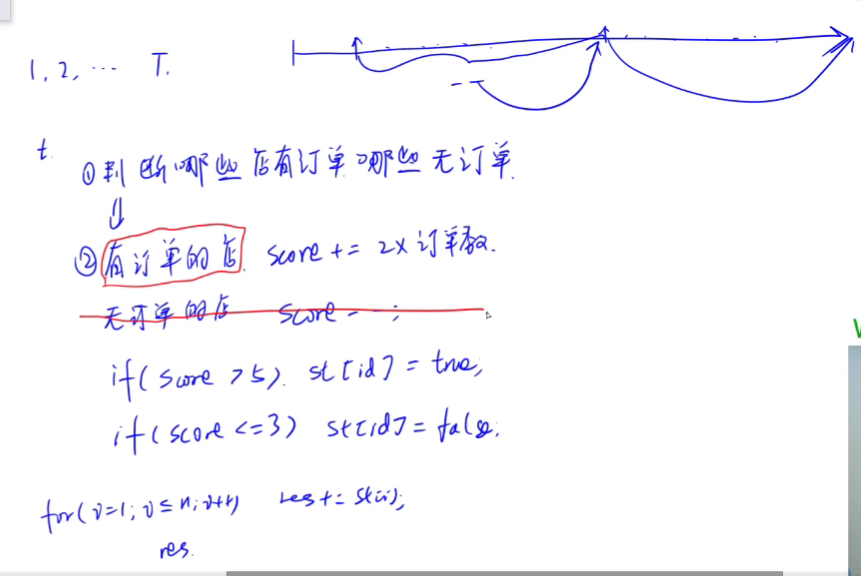 1, 2, ... T.
t.
①判断哪些店有订单 哪些无订单.
②有订单的店. score += 2×订单数.
无订单的店 score--;
if(score >5). st[id] = true;
if(score <=3) st[id] = false;
for(i=1; i≤n; i++) res += st[i];
res.